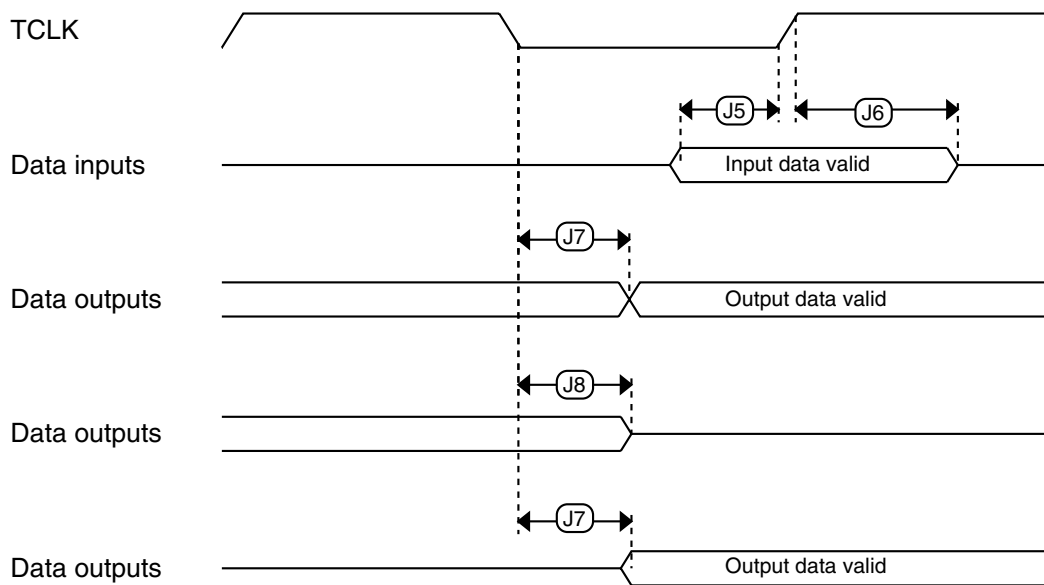 TCLK
J5
J6
Data inputs
Input data valid
J7
Data outputs
Output data valid
J8
Data outputs
J7
Data outputs
Output data valid